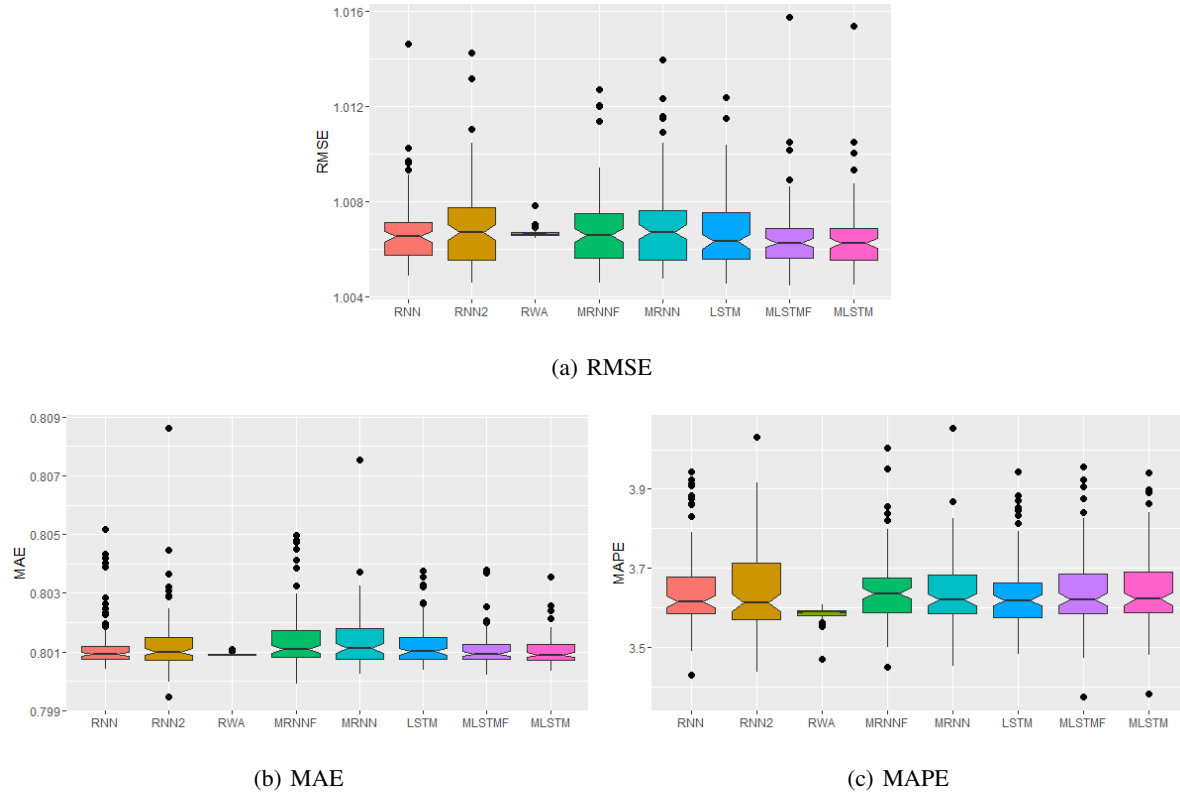 1.016
1.012
1.008
1.004
RMSE
RNN RNN2 RWA MRNNF MRNN LSTM MLSTMF MLSTM
(a) RMSE
0.809
0.807
0.805
0.803
0.801
0.799
MAE
RNN RNN2 RWA MRNNF MRNN LSTM MLSTMF MLSTM
(b) MAE
3.9
3.7
3.5
MAPE
RNN RNN2 RWA MRNNF MRNN LSTM MLSTMF MLSTM
(c) MAPE